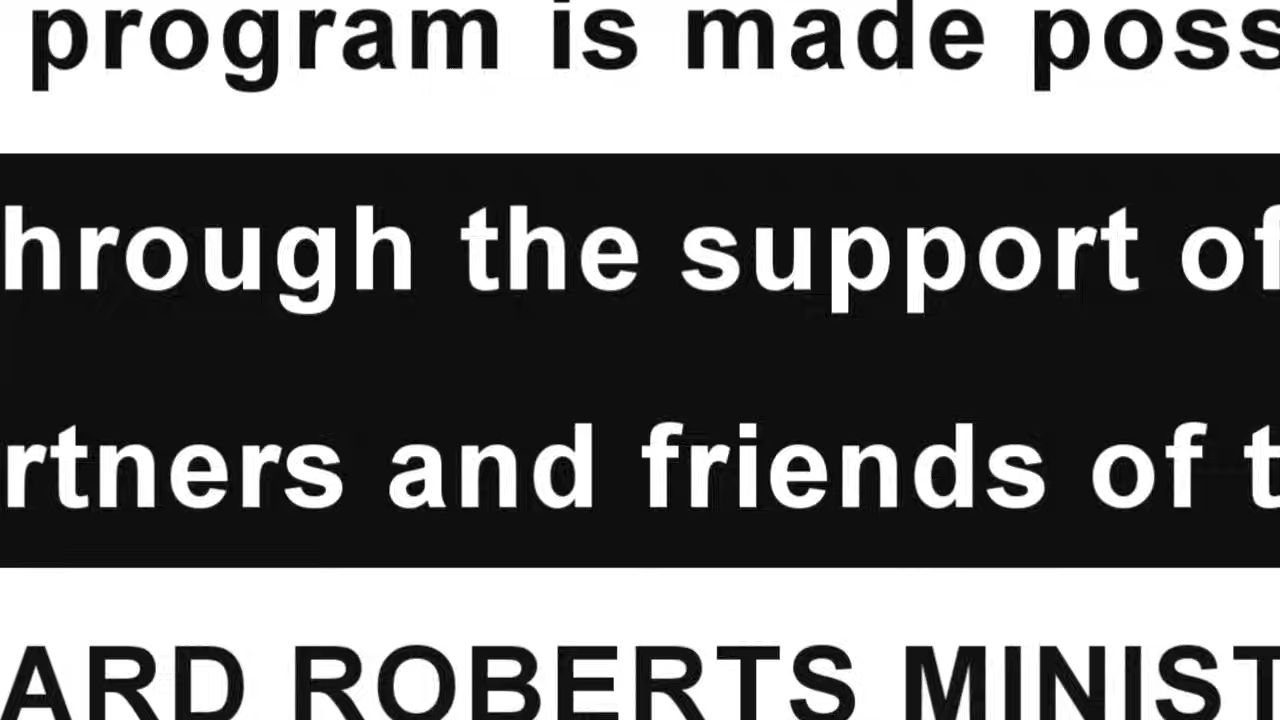 program is made poss
hrough the support of
rtners and friends of t
ARD ROBERTS MINIST